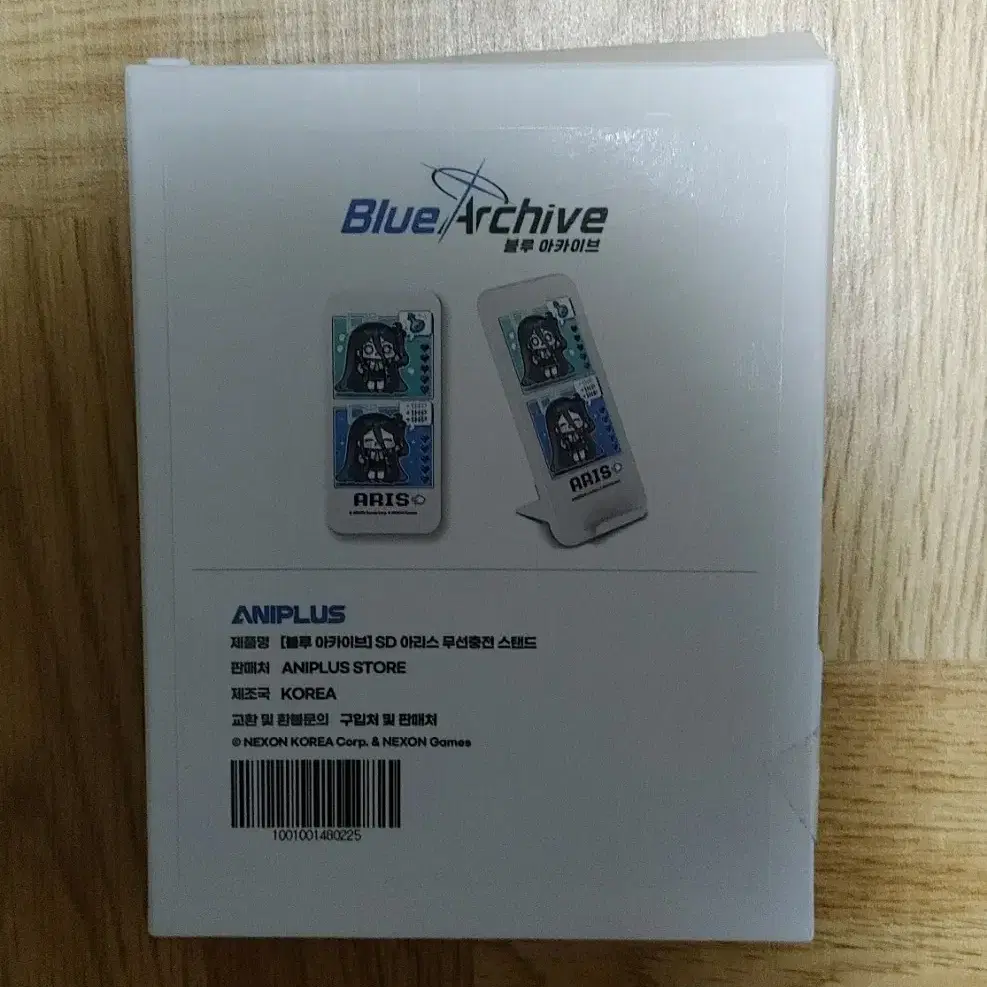 Blue Archive
블루 아카이브
ARIS
ARIS
ANIPLUS
제품명 [블루 아카이브] SD 아리스 무선충전 스탠드
판매처 ANIPLUS STORE
제조국 KOREA
교환 및 환불문의 구입처 및 판매처
© NEXON KOREA Corp. & NEXON Games
1001001480225